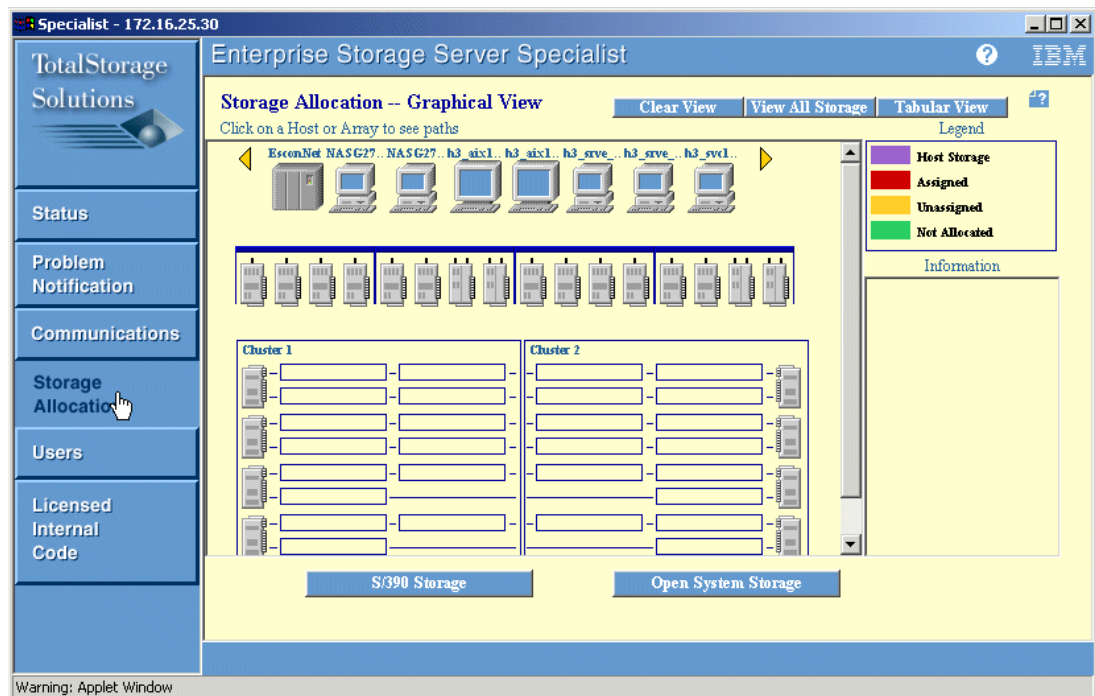 Specialist - 172.16.25.30
TotalStorage
Solutions
Enterprise Storage Server Specialist
?
IBM
Storage Allocation -- Graphical View
Clear View
View All Storage
Tabular View
?
Click on a Host or Array to see paths
Legend
EsconNet NASG27.. NASG27.. h3_aix1.. h3_aix1.. h3_srve_.. h3_srve_.. h3_svc1..
Host Storage
Assigned
Unassigned
Not Allocated
Information
Status
Problem
Notification
Communications
Storage
Allocation
Users
Licensed
Internal
Code
Cluster 1
Cluster 2
S/390 Storage
Open System Storage
Warning: Applet Window